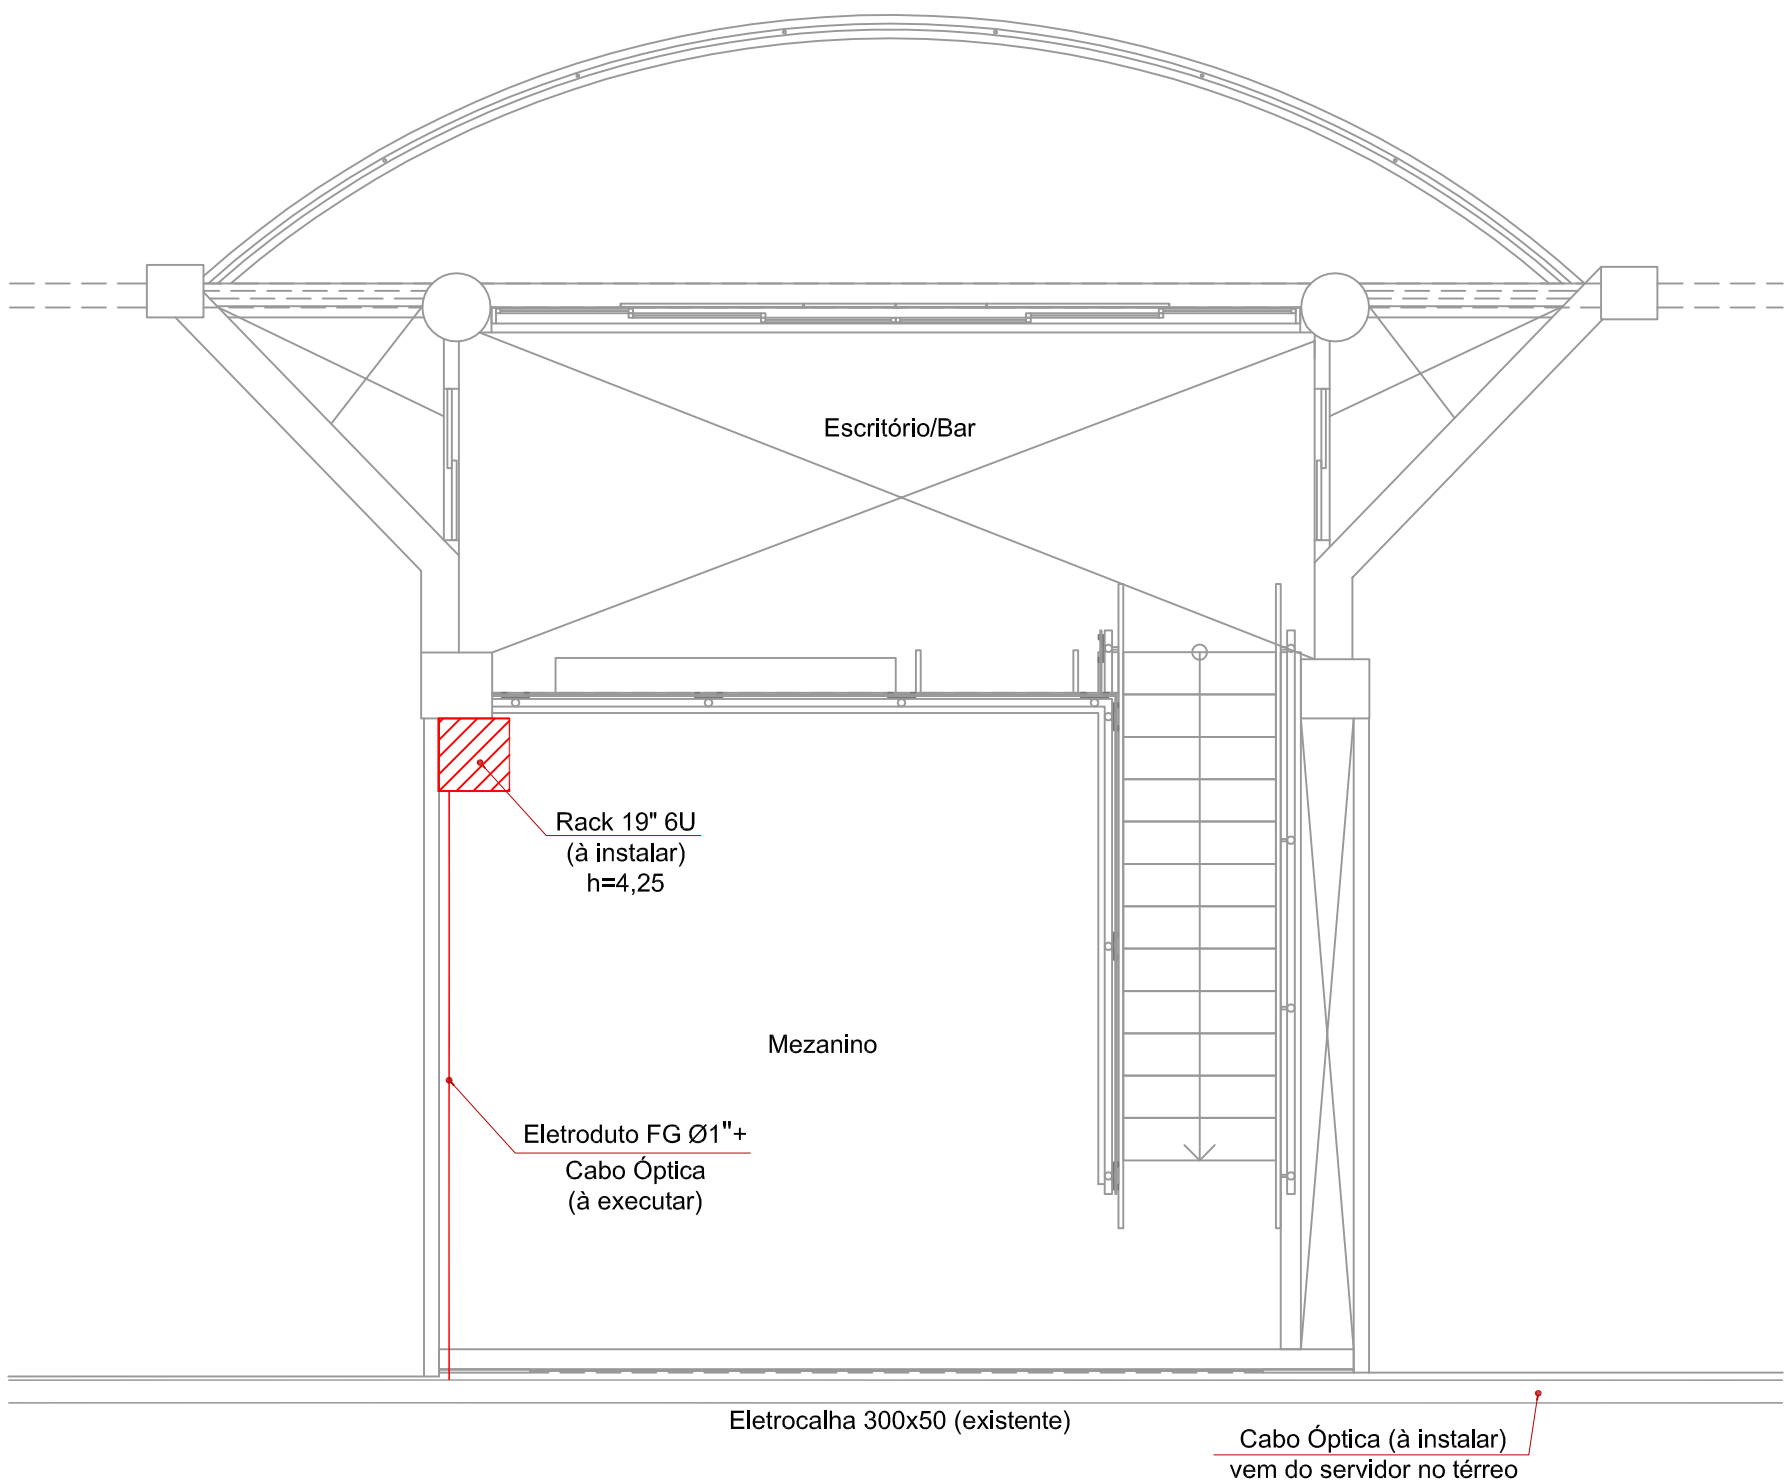 Escritório/Bar
Rack 19" 6U
(à instalar)
h=4,25
Mezanino
Eletroduto FG Ø1"+
Cabo Óptica
(à executar)
Eletrocalha 300x50 (existente)
Cabo Óptica (à instalar)
vem do servidor no térreo